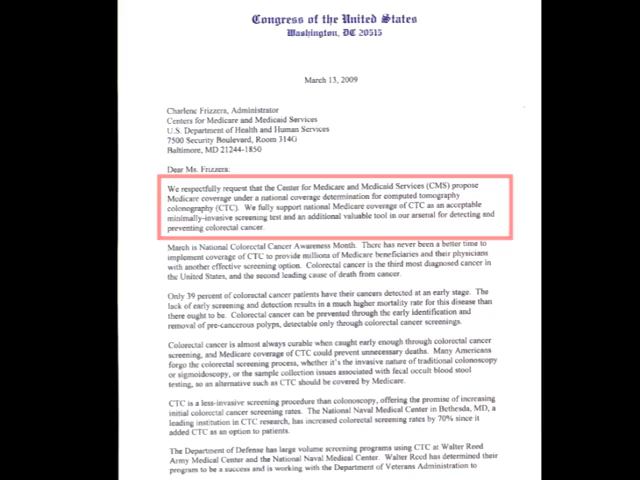 Congress of the United States
Washington, DC 20515
March 13, 2009
Charlene Frizzera, Administrator
Centers for Medicare and Medicaid Services
U.S. Department of Health and Human Services
7500 Security Boulevard, Room 314G
Baltimore, MD 21244-1850
Dear Ms. Frizzera:
We respectfully request that the Center for Medicare and Medicaid Services (CMS) propose
Medicare coverage under a national coverage determination for computed tomography
colonography (CTC). We fully support national Medicare coverage of CTC as an acceptable
minimally-invasive screening test and an additional valuable tool in our arsenal for detecting and
preventing colorectal cancer.
March is National Colorectal Cancer Awareness Month. There has never been a better time to
implement coverage of CTC to provide millions of Medicare beneficiaries and their physicians
with another effective screening option. Colorectal cancer is the third most diagnosed cancer in
the United States, and the second leading cause of death from cancer.
Only 39 percent of colorectal cancer patients have their cancers detected at an early stage. The
lack of early screening and detection results in a much higher mortality rate for this disease than
there ought to be. Colorectal cancer can be prevented through the early identification and
removal of pre-cancerous polyps, detectable only through colorectal cancer screenings.
Colorectal cancer is almost always curable when caught early enough through colorectal cancer
screening, and Medicare coverage of CTC could prevent unnecessary deaths. Many Americans
forgo the colorectal screening process, whether it's the invasive nature of traditional colonoscopy
or sigmoidoscopy, or the sample collection issues associated with fecal occult blood stool
testing, so an alternative such as CTC should be covered by Medicare.
CTC is a less-invasive screening procedure than colonoscopy, offering the promise of increasing
initial colorectal cancer screening rates. The National Naval Medical Center in Bethesda, MD, a
leading institution in CTC research, has increased colorectal screening rates by 70% since it
added CTC as an option to patients.
The Department of Defense has large volume screening programs using CTC at Walter Reed
Army Medical Center and the National Naval Medical Center. Walter Reed has determined their
program to be a success and is working with the Department of Veterans Administration to